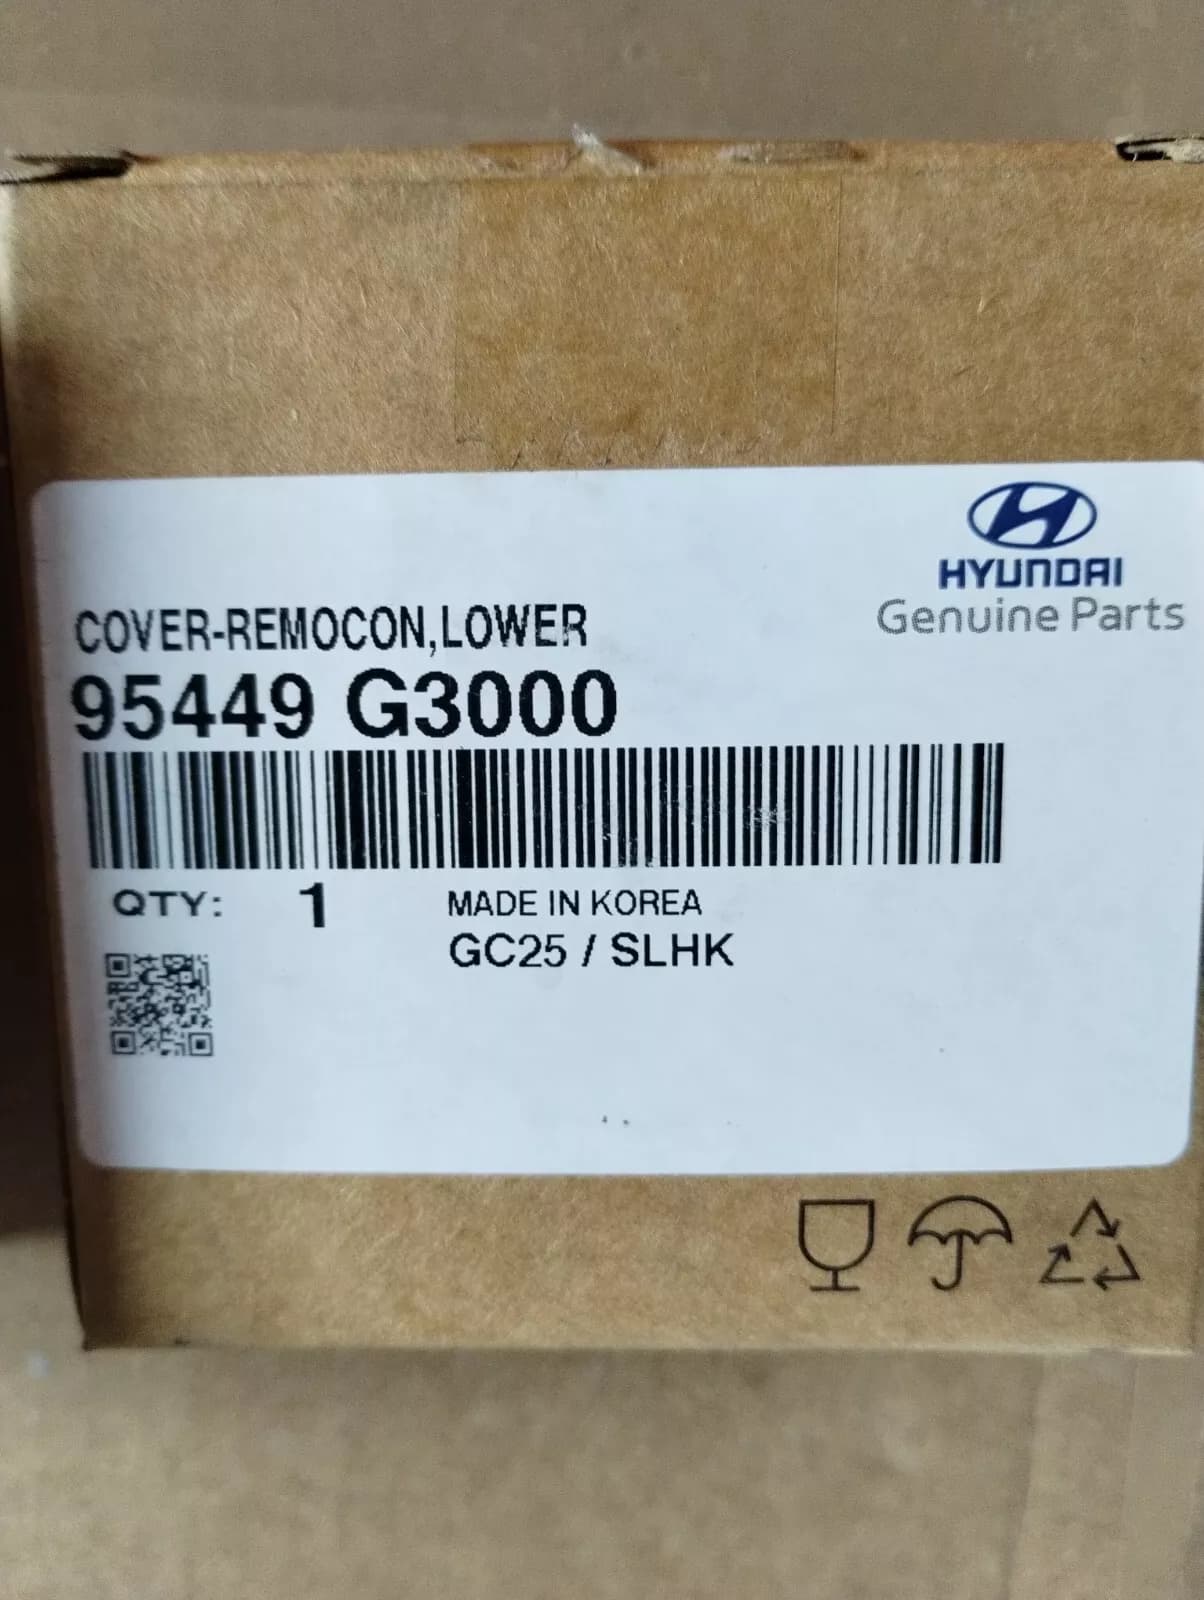 HYUNDAI
Genuine Parts
COVER-REMOCON,LOWER
95449 G3000
QTY: 1
MADE IN KOREA
GC25 / SLHK